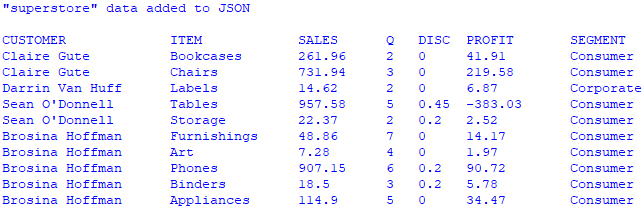 "superstore" data added to JSON
CUSTOMER ITEM SALES Q DISC PROFIT SEGMENT
Claire Gute Bookcases 261.96 2 0 41.91 Consumer
Claire Gute Chairs 731.94 3 0 219.58 Consumer
Darrin Van Huff Labels 14.62 2 0 6.87 Corporate
Sean O'Donnell Tables 957.58 5 0.45 -383.03 Consumer
Sean O'Donnell Storage 22.37 2 0.2 2.52 Consumer
Brosina Hoffman Furnishings 48.86 7 0 14.17 Consumer
Brosina Hoffman Art 7.28 4 0 1.97 Consumer
Brosina Hoffman Phones 907.15 6 0.2 90.72 Consumer
Brosina Hoffman Binders 18.5 3 0.2 5.78 Consumer
Brosina Hoffman Appliances 114.9 5 0 34.47 Consumer